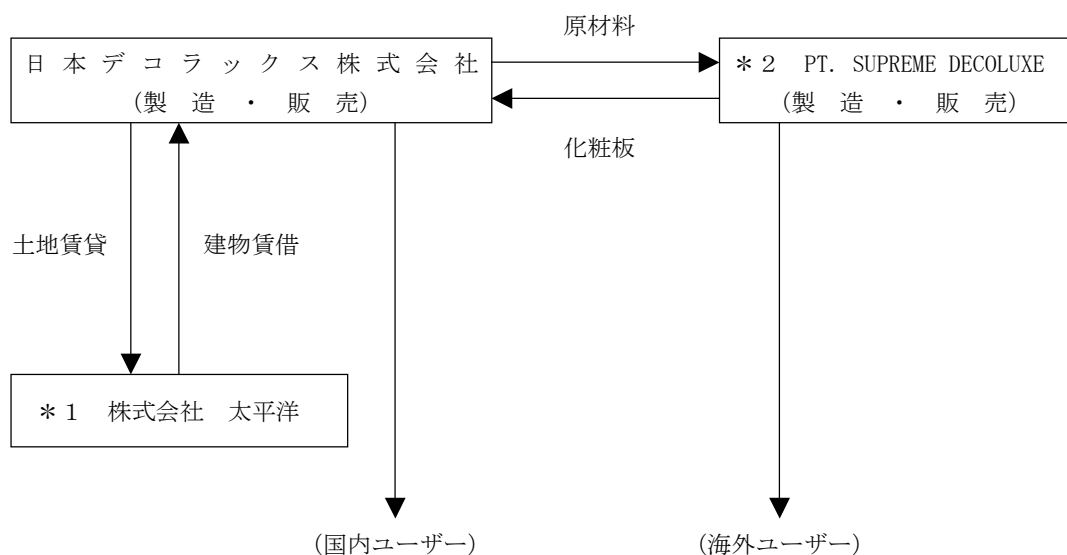 原材料
日本デコラックス株式会社
(製造・販売)
＊2 PT. SUPREME DECOLUXE
(製造・販売)
化粧板
土地賃貸
建物賃借
＊1 株式会社 太平洋
(国内ユーザー)
(海外ユーザー)